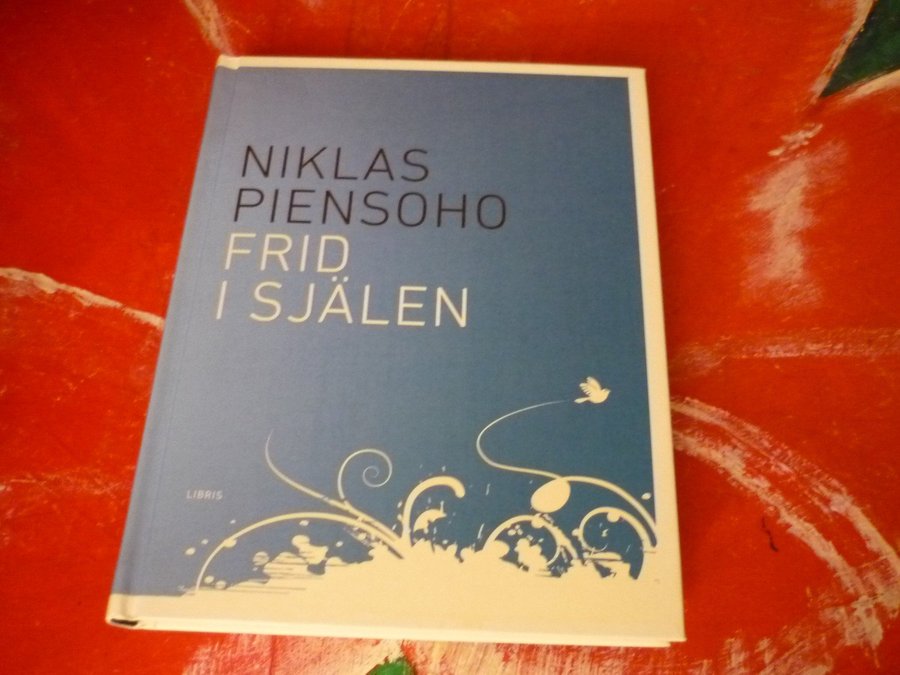 NIKLAS
PIENSOHO
FRID
I SJÄLEN
LIBRIS